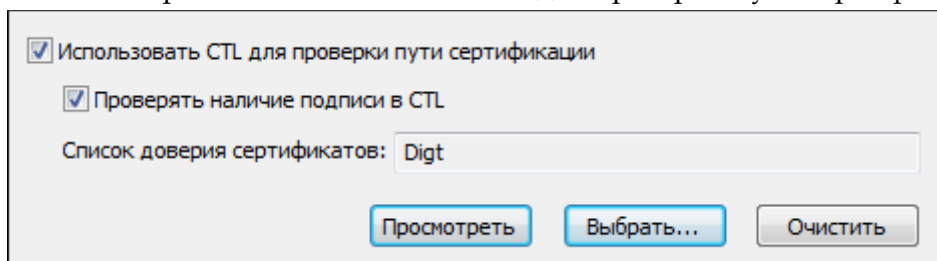 Использовать CTL для проверки пути сертификации
Проверять наличие подписи в CTL
Список доверия сертификатов: Digt
Просмотреть Выбрать... Очистить